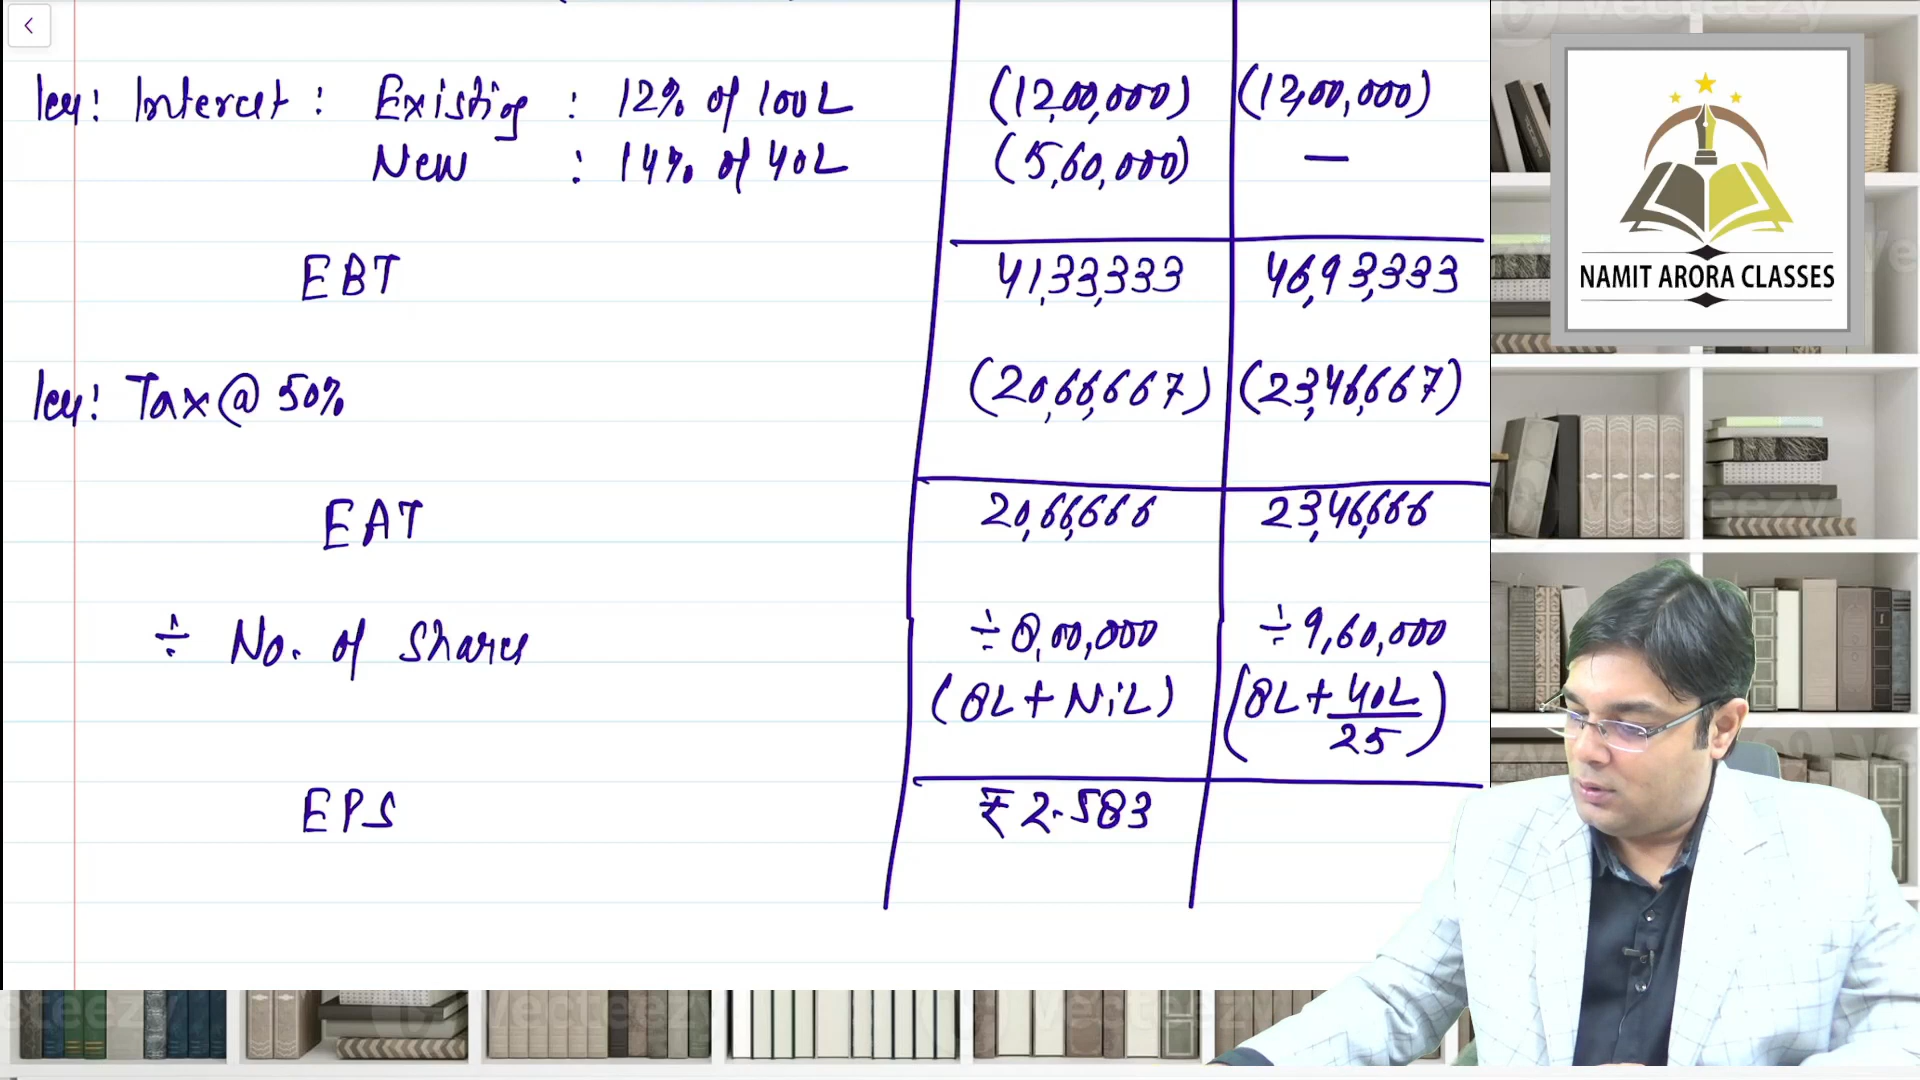 less: Interest : Existing : 12% of 100L (12,00,000) (12,00,000)
New : 14% of 40L (5,60,000) —
EBT 41,33,333 46,93,333
less: Tax @ 50% (20,66,667) (23,46,667)
EAT 20,66,666 23,46,666
÷ No. of Shares ÷ 8,00,000 ÷ 9,60,000
(8L + NiL) (8L + 40L/25)
EPS ₹ 2.583
NAMIT ARORA CLASSES